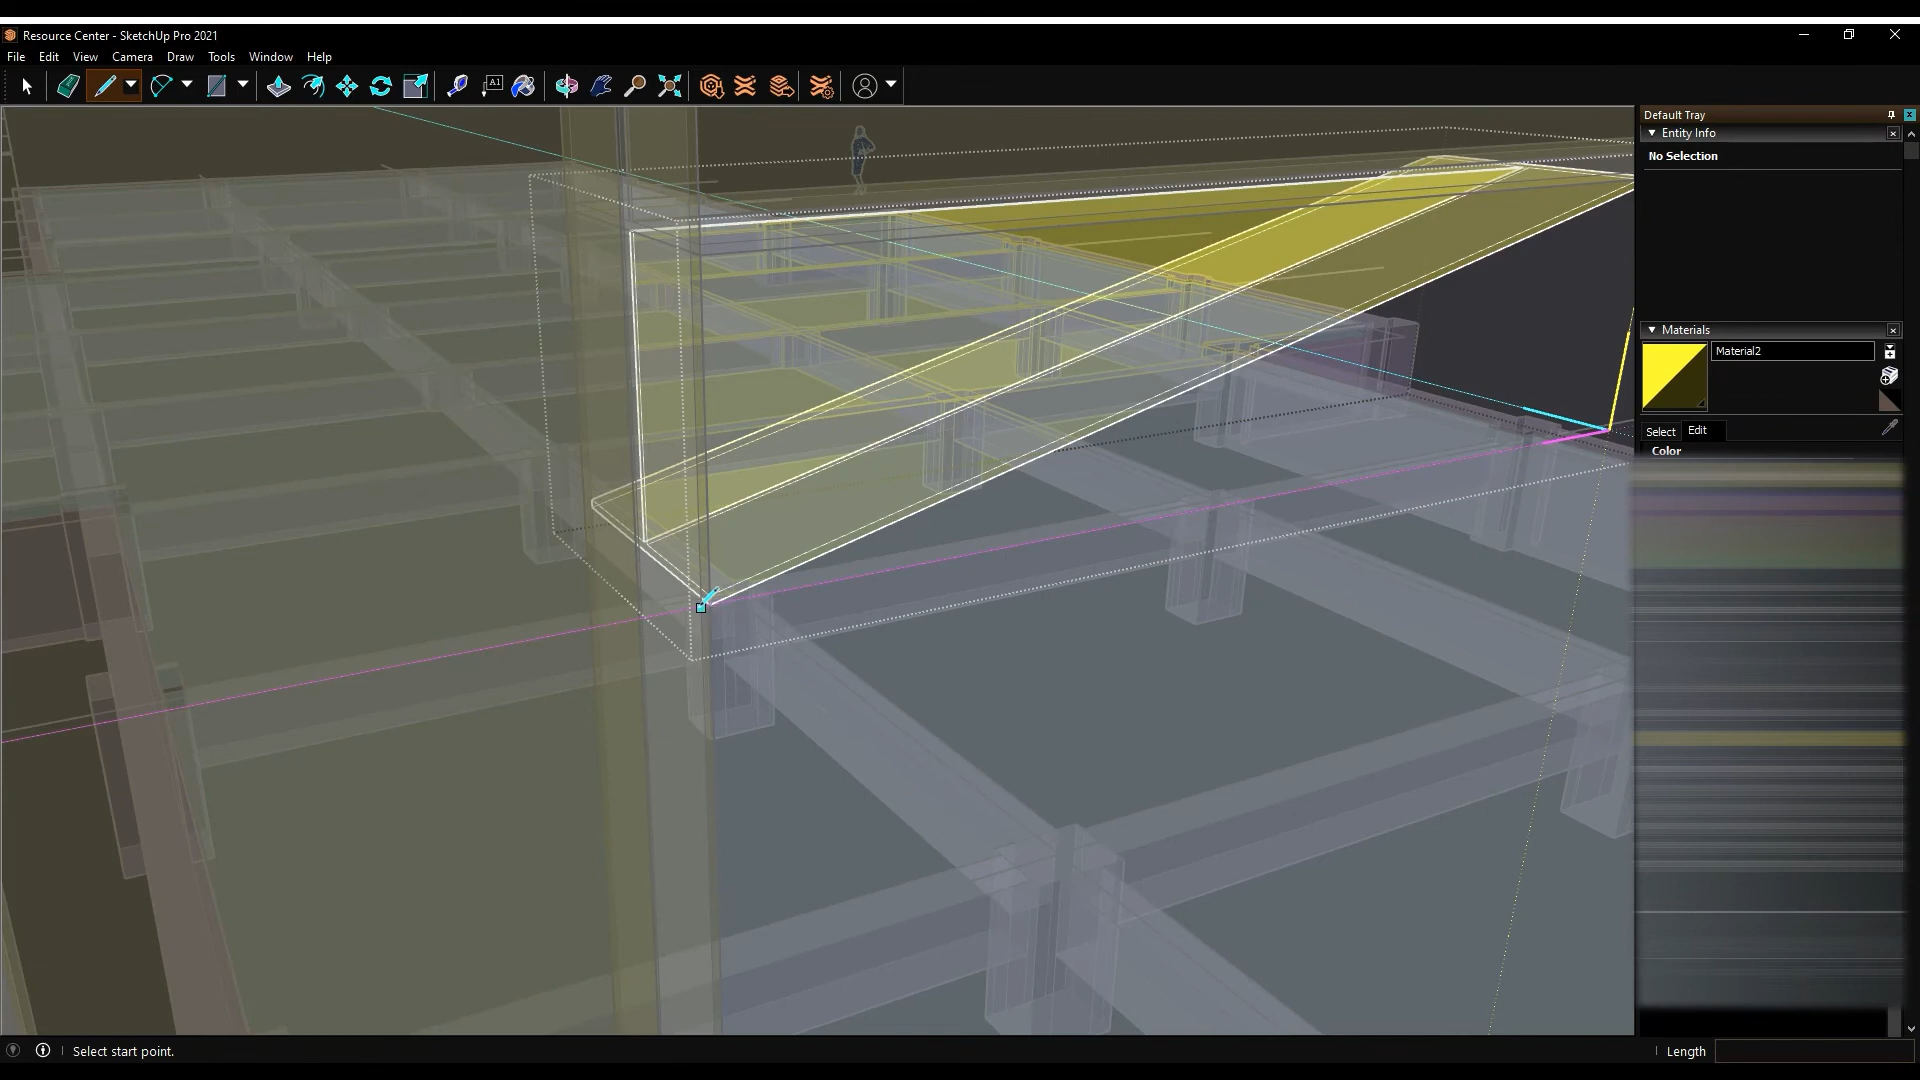 Resource Center - SketchUp Pro 2021
File Edit View Camera Draw Tools Window Help
A1
Default Tray
Entity Info
No Selection
Materials
Material2
Select Edit
Color
Select start point.
Length